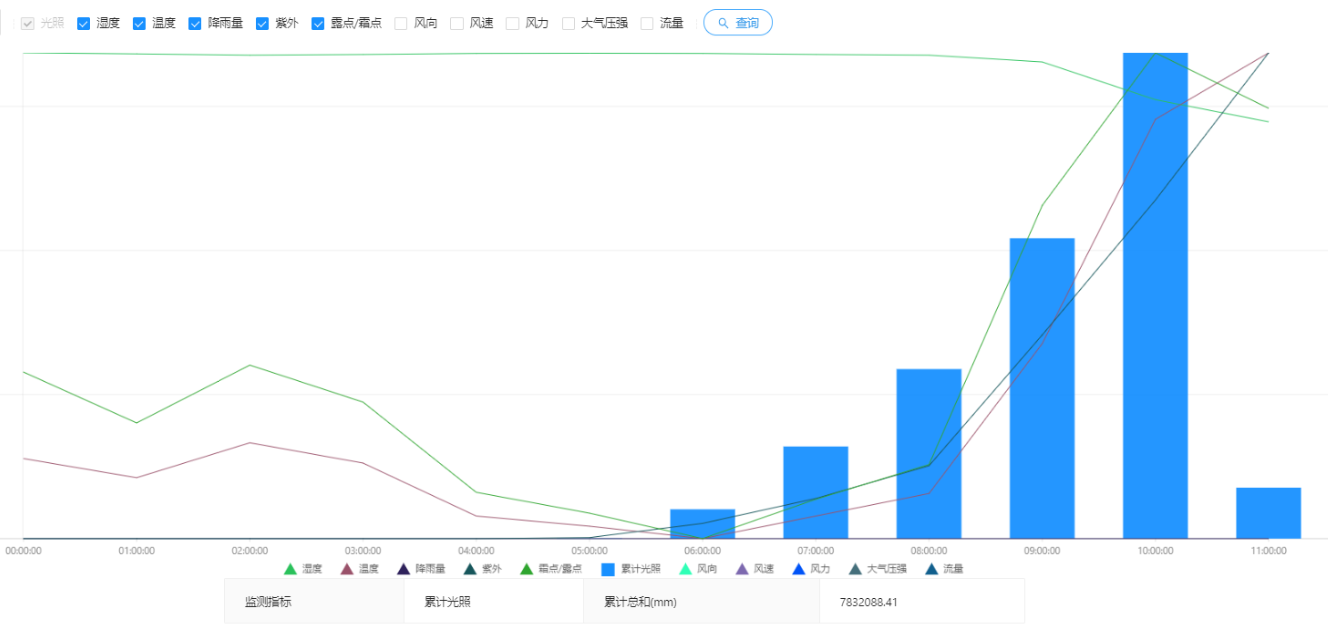 光照 湿度 温度 降雨量 紫外 露点/霜点 风向 风速 风力 大气压强 流量 查询
00:00:00 01:00:00 02:00:00 03:00:00 04:00:00 05:00:00 06:00:00 07:00:00 08:00:00 09:00:00 10:00:00 11:00:00
湿度 温度 降雨量 紫外 霜点/露点 累计光照 风向 风速 风力 大气压强 流量
监测指标 累计光照 累计总和(mm) 7832088.41